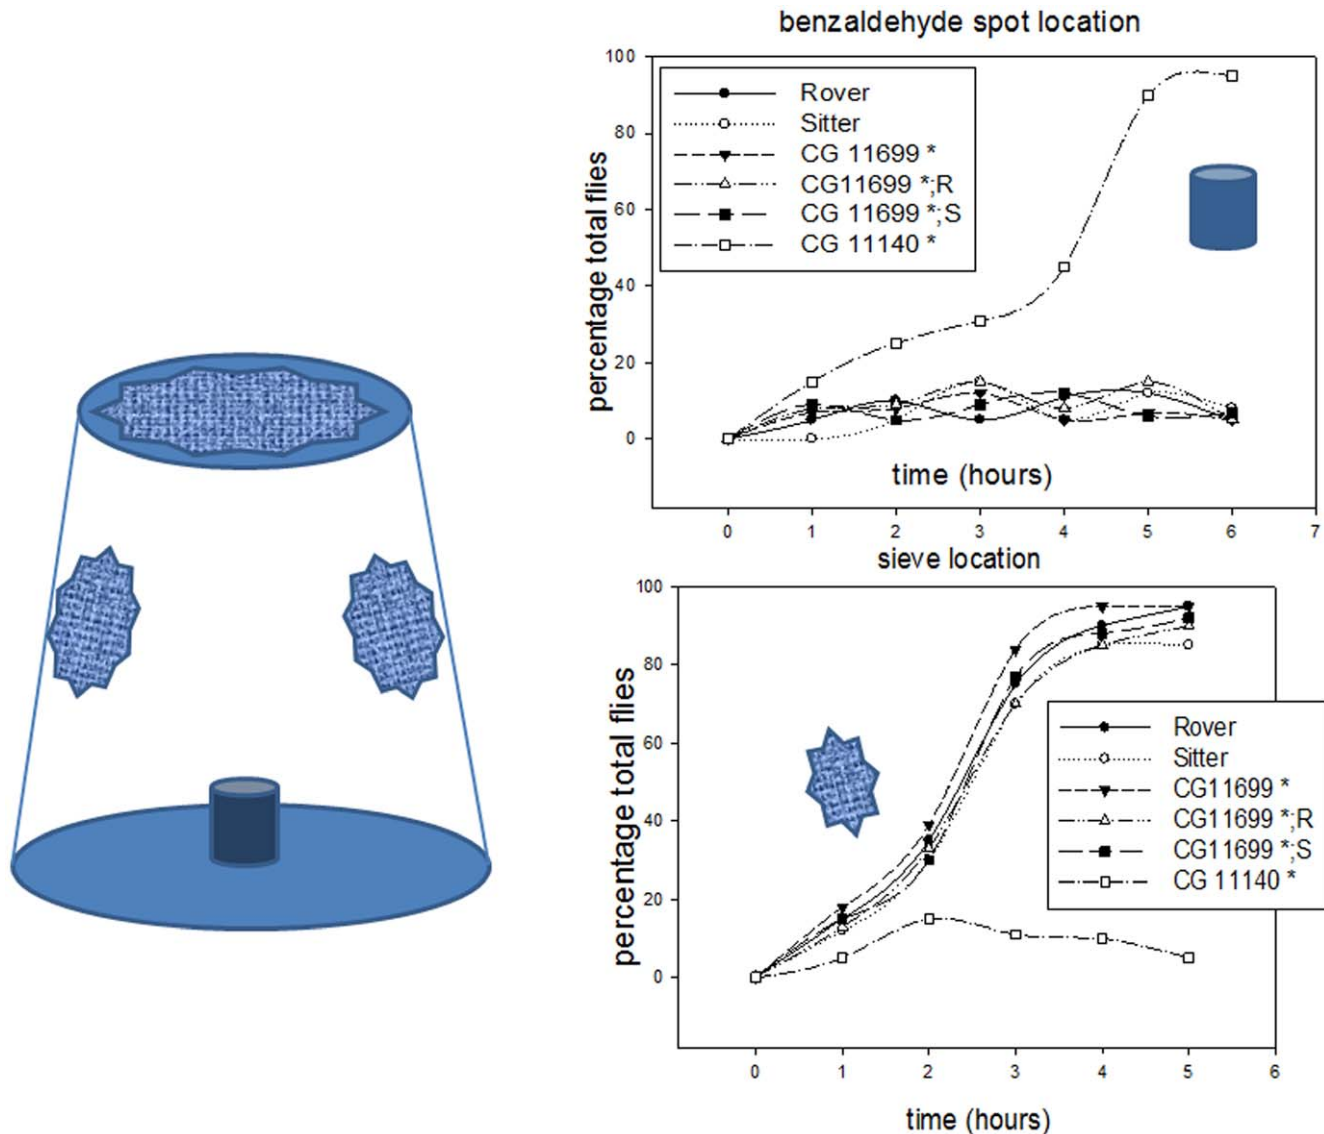 benzaldehyde spot location
percentage total flies
100
80
60
40
20
0
Rover
Sitter
CG 11699 *
CG11699 *;R
CG 11699 *;S
CG 11140 *
time (hours)
0 1 2 3 4 5 6 7
sieve location
percentage total flies
100
80
60
40
20
0
Rover
Sitter
CG11699 *
CG11699 *;R
CG11699 *;S
CG 11140 *
0 1 2 3 4 5 6
time (hours)